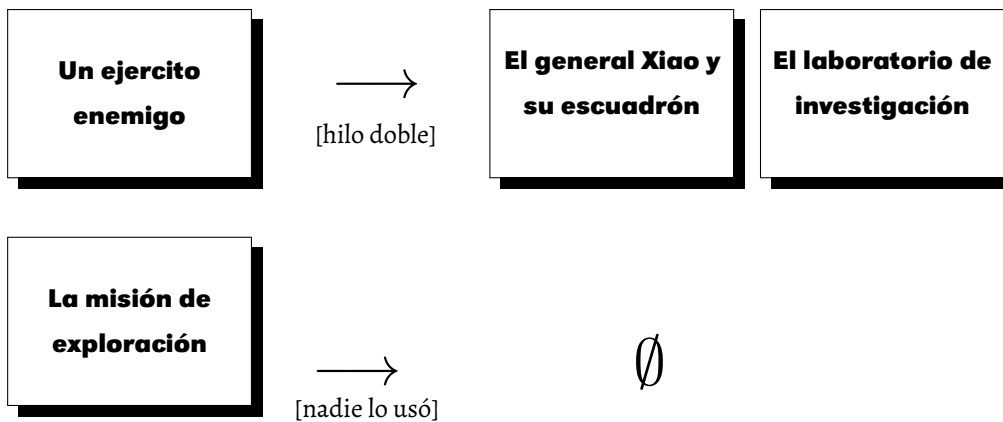 Un ejercito
enemigo
[hilo doble]
El general Xiao y
su escuadrón
El laboratorio de
investigación
La misión de
exploración
[nadie lo usó]
∅